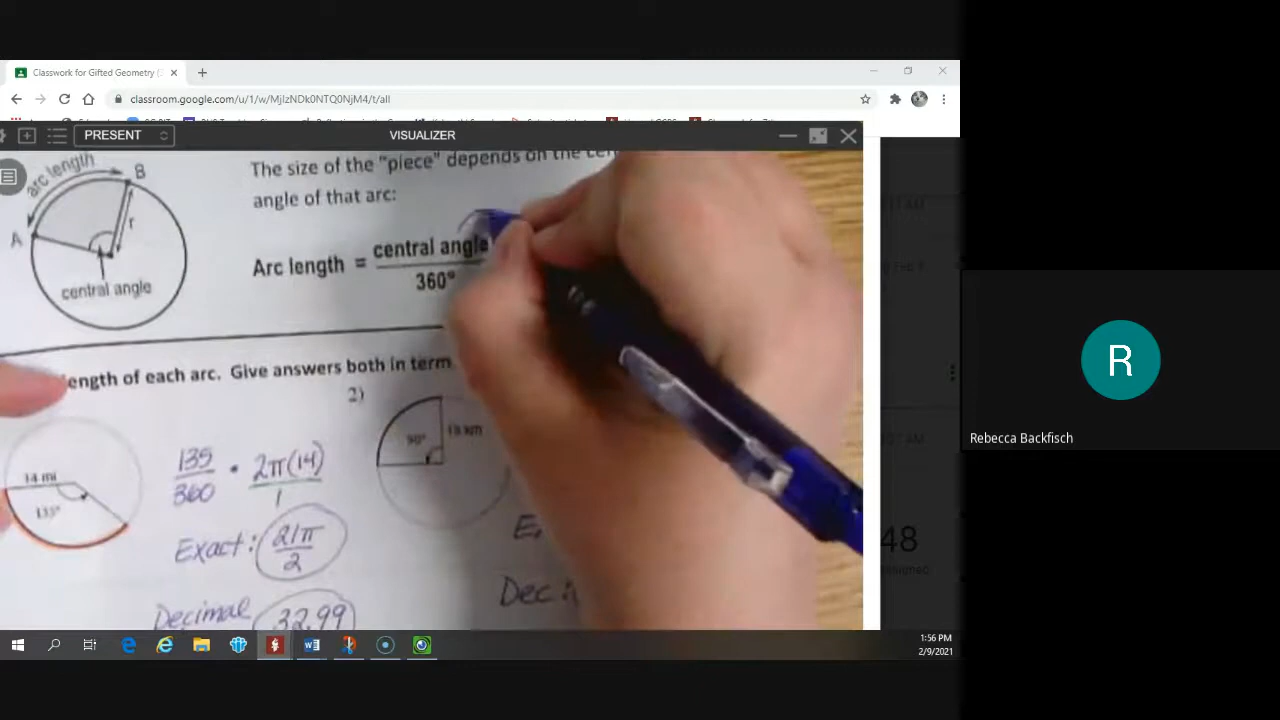 Classwork for Gifted Geometry (
classroom.google.com/u/1/w/MjIzNDk0NTQ0NjM4/t/all
PRESENT
VISUALIZER
arc length
B
A
r
central angle
The size of the "piece" depends on the
angle of that arc:
Arc length = central angle
360°
ength of each arc. Give answers both in term
2)
14 mi
135°
135
360
• 2π(14)
1
Exact: 21π
2
Decimal 32.99
90°
km
Dec
48
R
Rebecca Backfisch
1:56 PM
2/9/2021